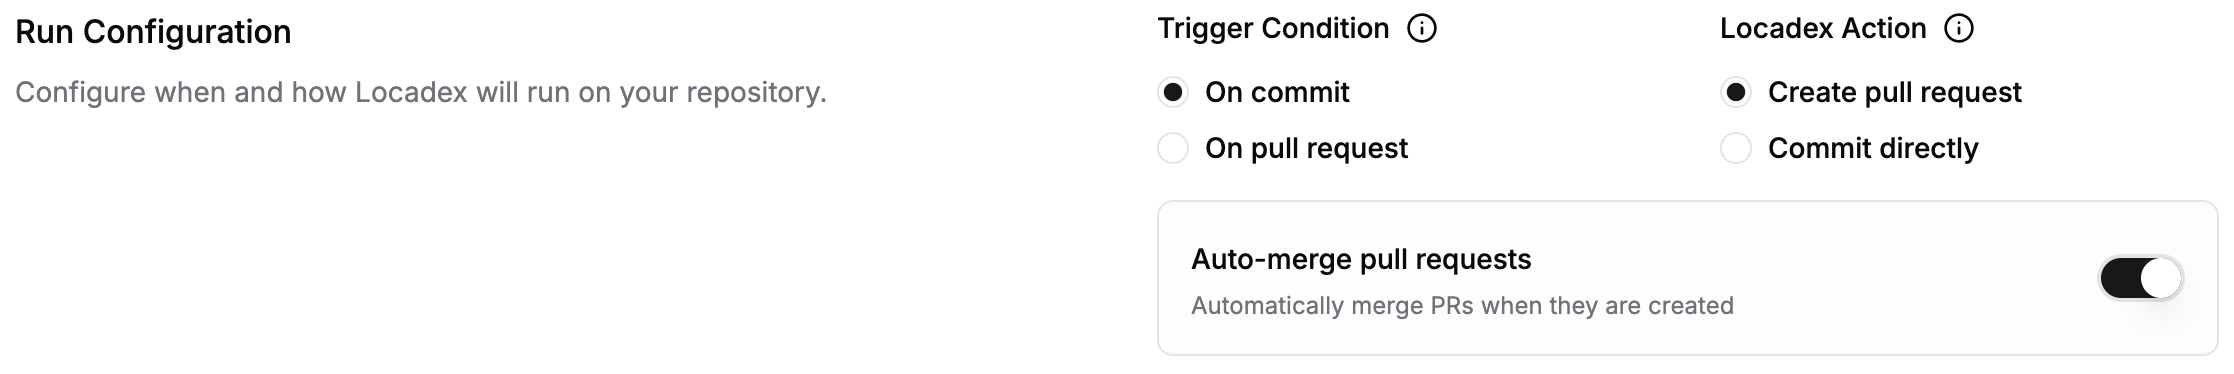 Run Configuration
Configure when and how Locadex will run on your repository.
Trigger Condition
On commit
On pull request
Locadex Action
Create pull request
Commit directly
Auto-merge pull requests
Automatically merge PRs when they are created